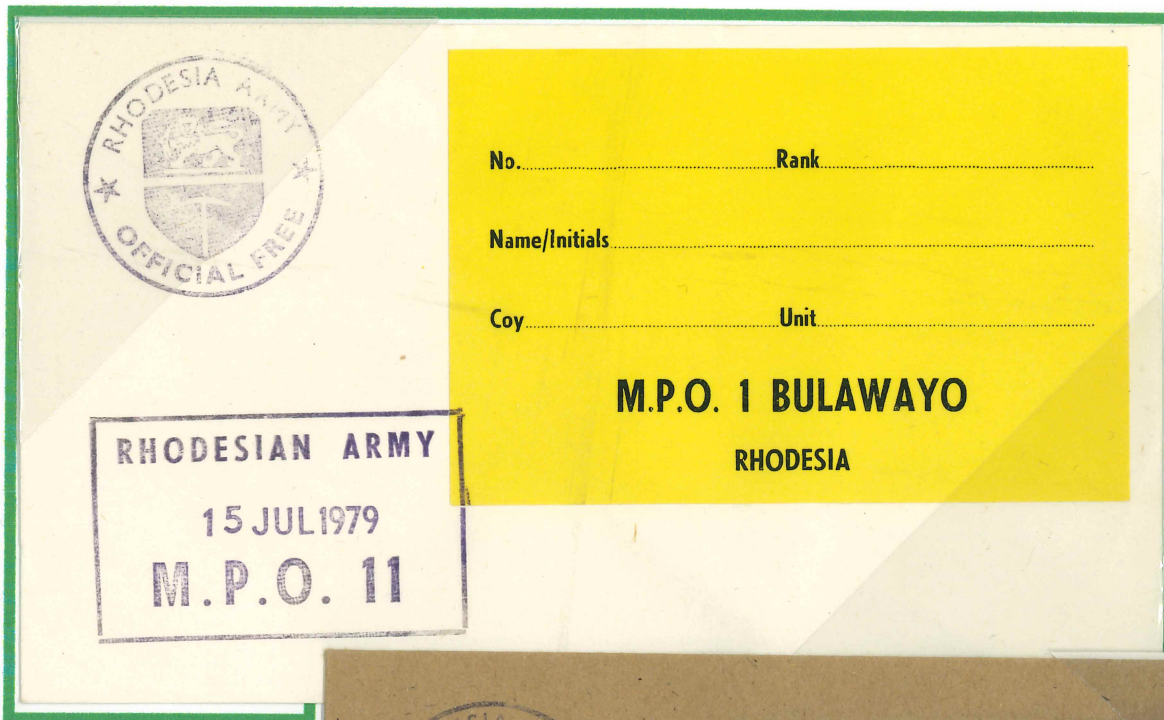 RHODESIA ARMY
OFFICIAL FREE
No. Rank
Name/Initials
Coy Unit
M.P.O. 1 BULAWAYO
RHODESIA
RHODESIAN ARMY
15 JUL 1979
M.P.O. 11